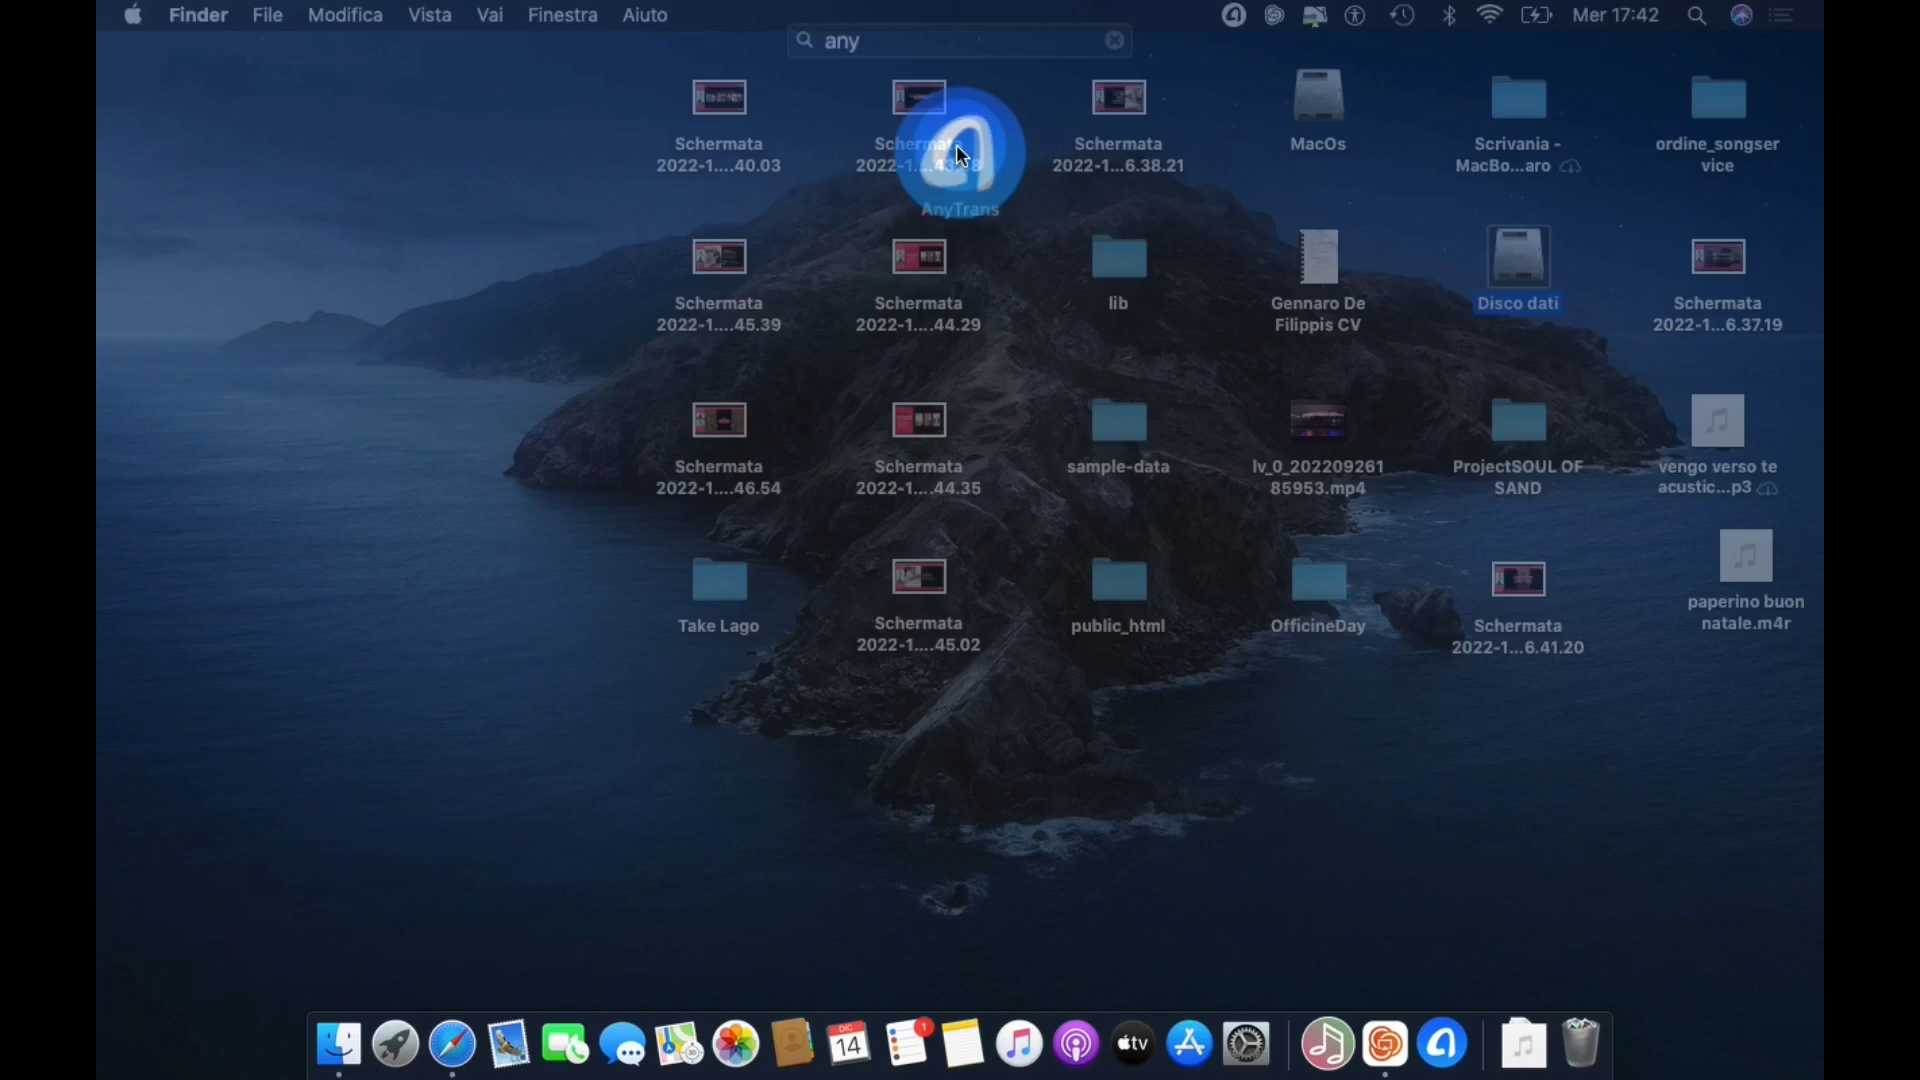 Finder File Modifica Vista Vai Finestra Aiuto Mer 17:42
any
Schermata
2022-1....40.03
Schermata
Schermata
2022-1...6.38.21
MacOs
Scrivania -
MacBo...aro
ordine_songser
vice
AnyTrans
Schermata
2022-1....45.39
Schermata
2022-1....44.29
lib
Gennaro De
Filippis CV
Disco dati
Schermata
2022-1...6.37.19
Schermata
2022-1....46.54
Schermata
2022-1....44.35
sample-data
lv_0_202209261
85953.mp4
ProjectSOUL OF
SAND
vengo verso te
acustic...p3
Take Lago
Schermata
2022-1....45.02
public_html
OfficineDay
Schermata
2022-1...6.41.20
paperino buon
natale.m4r
DIC
14
1
3D
tv